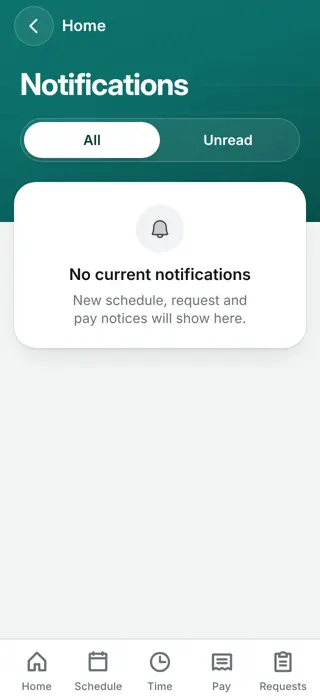 Home
Notifications
All
Unread
No current notifications
New schedule, request and
pay notices will show here.
Home
Schedule
Time
Pay
Requests